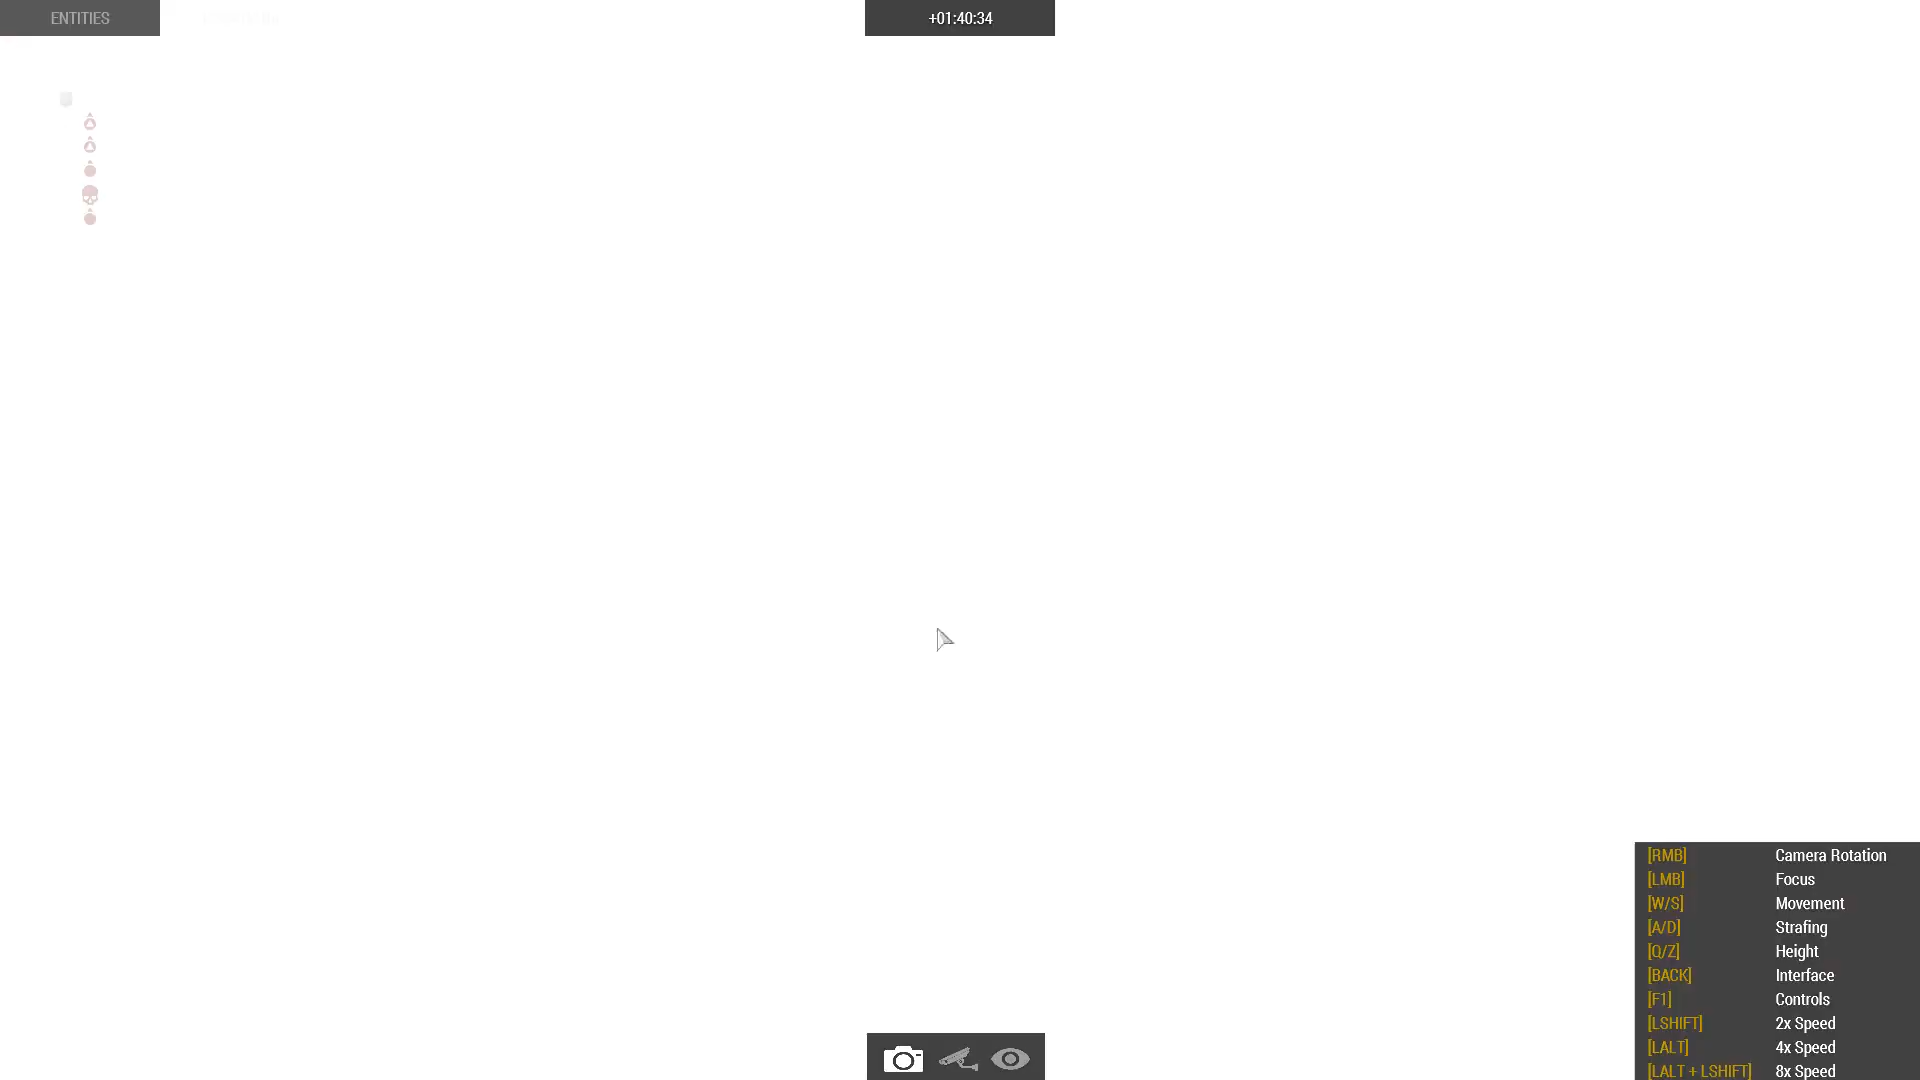 ENTITIES
+01:40:34
[RMB] Camera Rotation
[LMB] Focus
[W/S] Movement
[A/D] Strafing
[Q/Z] Height
[BACK] Interface
[F1] Controls
[LSHIFT] 2x Speed
[LALT] 4x Speed
[LALT + LSHIFT] 8x Speed